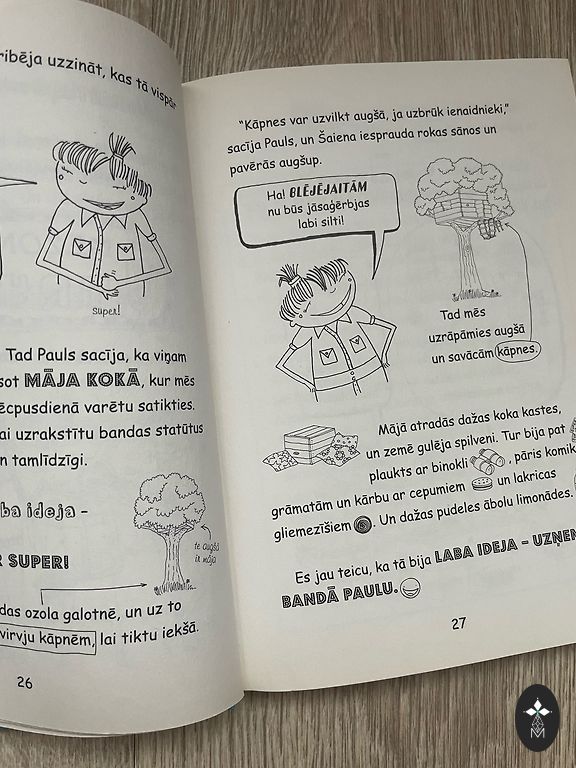 ribēja uzzināt, kas tā vispār
super!
Tad Pauls sacīja, ka viņam
sot MĀJA KOKĀ, kur mēs
ēcpusdienā varētu satikties.
ai uzrakstītu bandas statūtus
n tamlīdzīgi.
ba ideja –
R SUPER!
te augšā
ir māja
das ozola galotnē, un uz to
virvju kāpnēm, lai tiktu iekšā.
26
“Kāpnes var uzvilkt augšā, ja uzbrūk ienaidnieki,”
sacīja Pauls, un Šaiena iesprauda rokas sānos un
pavērās augšup.
Ha! BLĒJĒJAITĀM
nu būs jāsaģērbjas
labi silti!
Tad mēs
uzrāpāmies augšā
un savācām kāpnes.
Mājā atradās dažas koka kastes,
un zemē gulēja spilveni. Tur bija pat
plaukts ar binokli, pāris komik
grāmatām un kārbu ar cepumiem un lakricas
gliemezīšiem. Un dažas pudeles ābolu limonādes.
Es jau teicu, ka tā bija LABA IDEJA – UZŅEM
BANDĀ PAULU.
27
M